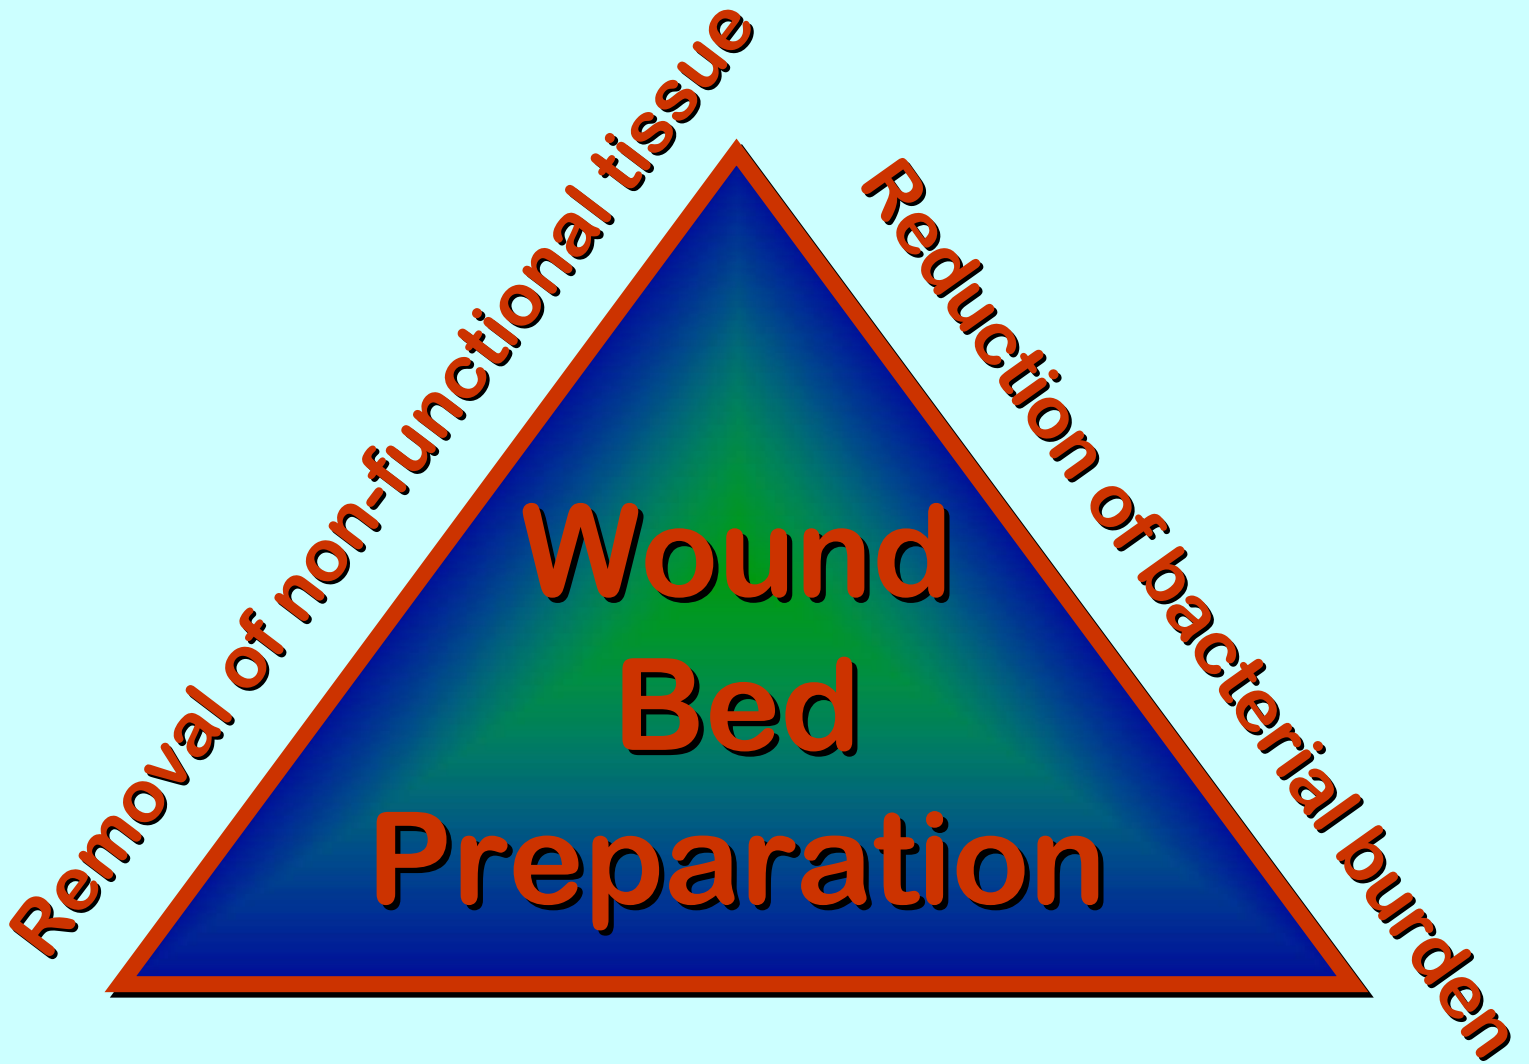 Removal of non-functional tissue
Reduction of bacterial burden
Wound
Bed
Preparation